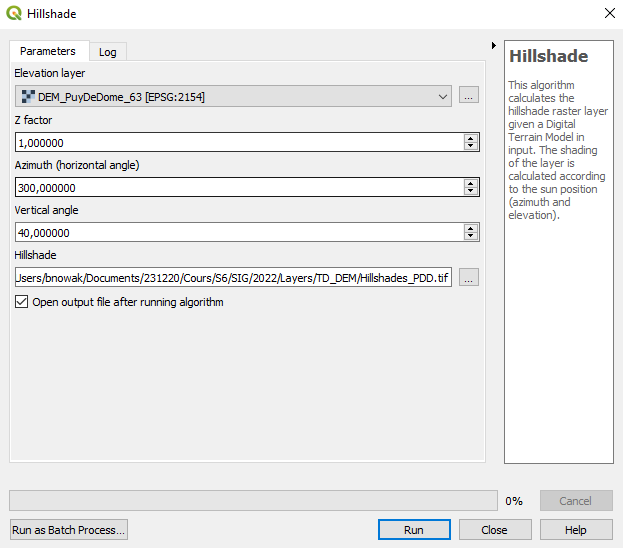 Hillshade
Parameters
Log
Elevation layer
DEM_PuyDeDome_63 [EPSG:2154]
...
Z factor
1,000000
Azimuth (horizontal angle)
300,000000
Vertical angle
40,000000
Hillshade
Users/bnowak/Documents/231220/Cours/S6/SIG/2022/Layers/TD_DEM/Hillshades_PDD.tif
...
Open output file after running algorithm
Hillshade
This algorithm
calculates the
hillshade raster layer
given a Digital
Terrain Model in
input. The shading
of the layer is
calculated according
to the sun position
(azimuth and
elevation).
0%
Cancel
Run as Batch Process...
Run
Close
Help